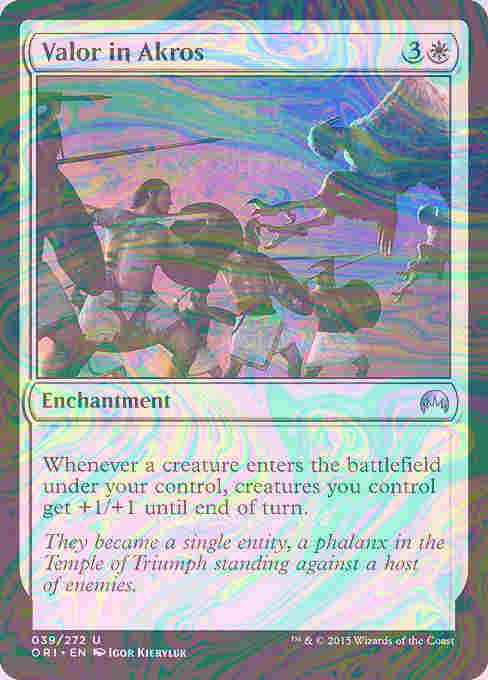 Valor in Akros 3
Enchantment
Whenever a creature enters the battlefield
under your control, creatures you control
get +1/+1 until end of turn.
They became a single entity, a phalanx in the
Temple of Triumph standing against a host
of enemies.
039/272 U
ORI • EN Igor Kieryluk
™ & © 2015 Wizards of the Coast